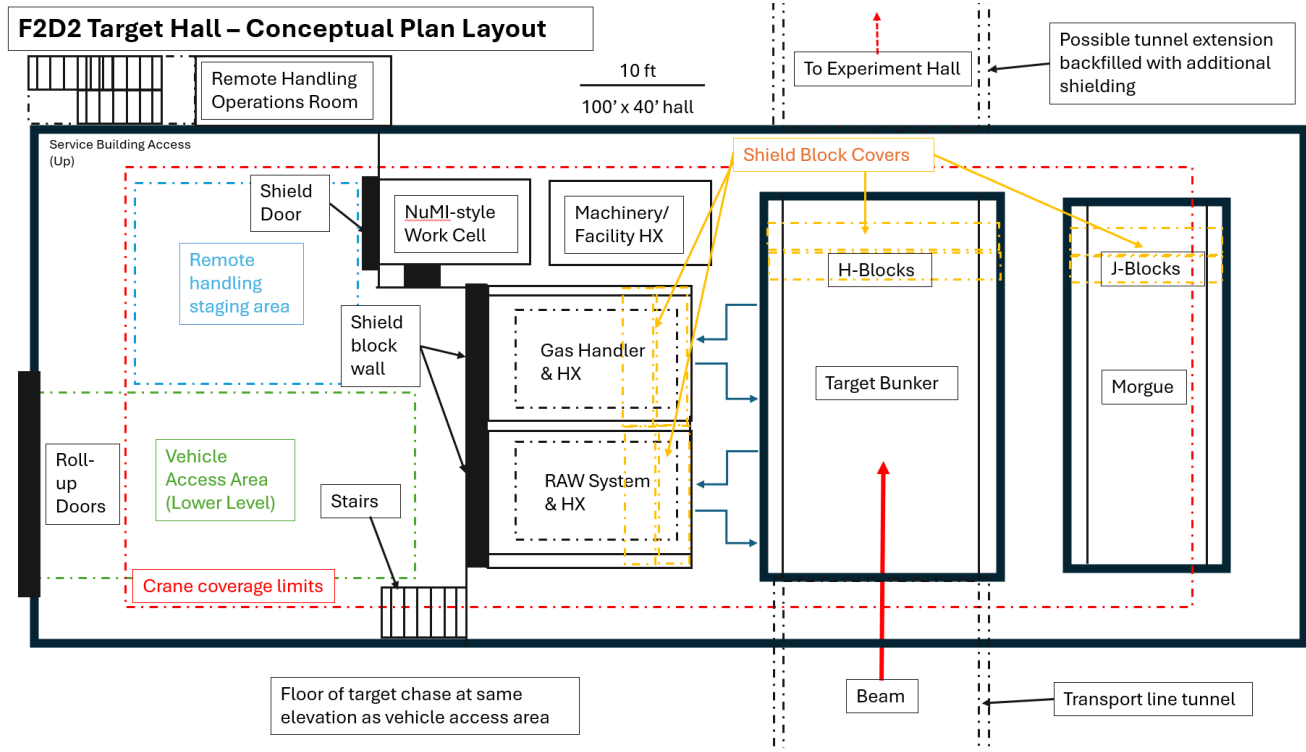 F2D2 Target Hall – Conceptual Plan Layout
Remote Handling
Operations Room
10 ft
100’ x 40’ hall
To Experiment Hall
Possible tunnel extension
backfilled with additional
shielding
Service Building Access
(Up)
Shield Block Covers
Shield
Door
NuMI-style
Work Cell
Machinery/
Facility HX
Remote
handling
staging area
H-Blocks
J-Blocks
Shield
block
wall
Gas Handler
& HX
Target Bunker
Morgue
Roll-
up
Doors
Vehicle
Access Area
(Lower Level)
Stairs
RAW System
& HX
Crane coverage limits
Floor of target chase at same
elevation as vehicle access area
Beam
Transport line tunnel